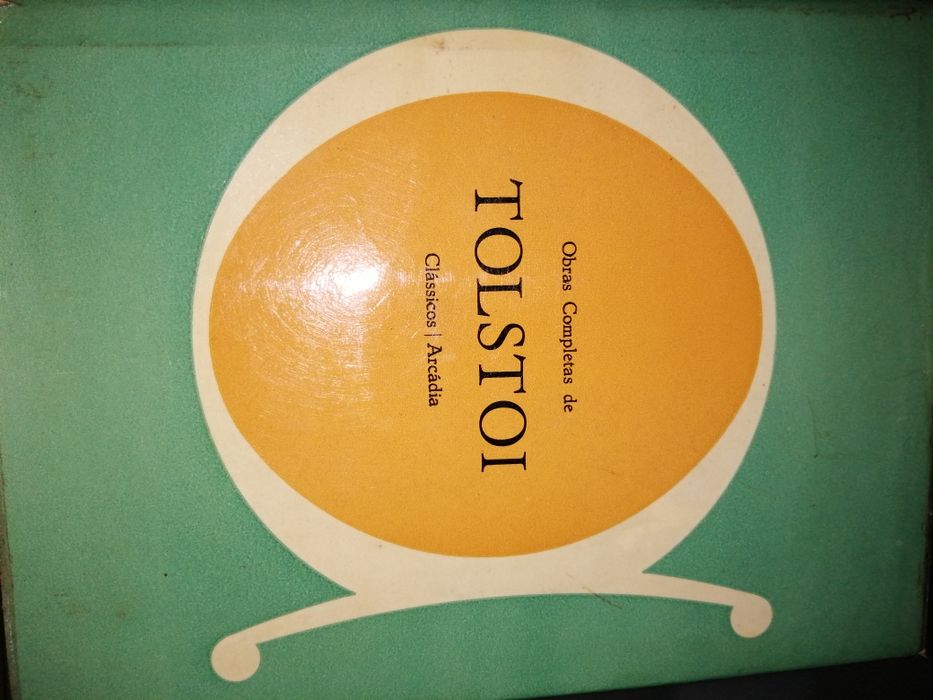 Obras Completas de
TOLSTOI
Clássicos | Arcádia